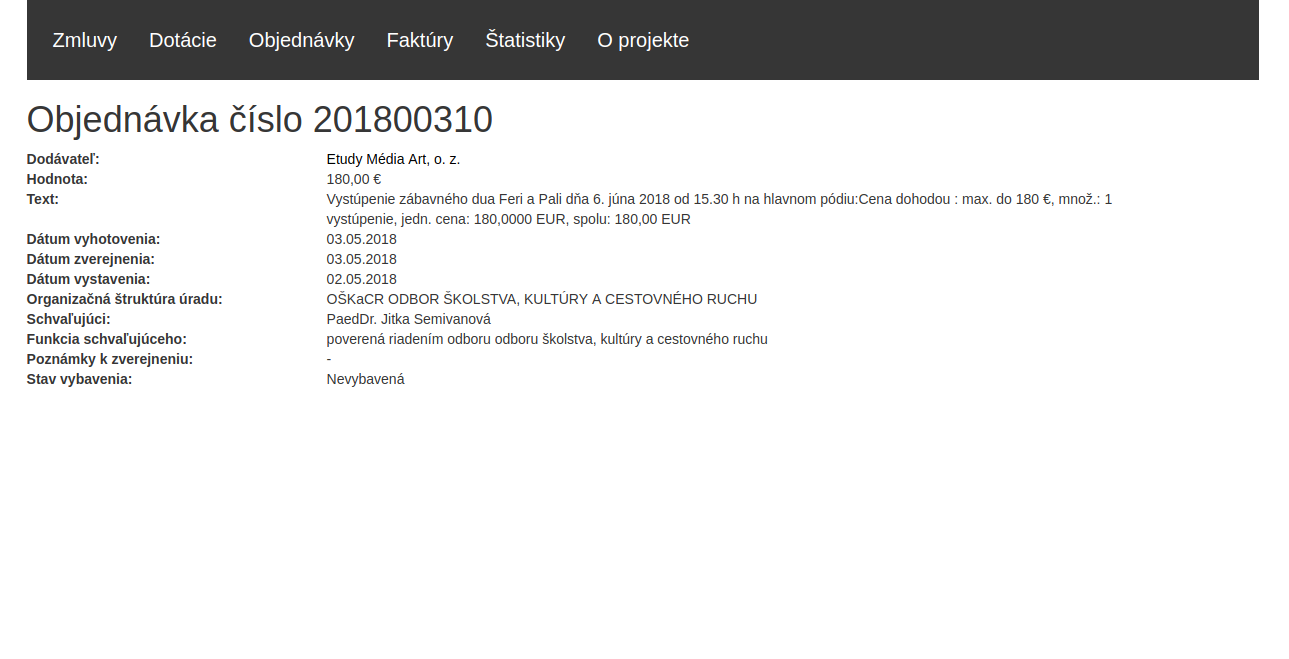 Zmluvy Dotácie Objednávky Faktúry Štatistiky O projekte
Objednávka číslo 201800310
Dodávateľ: Etudy Média Art, o. z.
Hodnota: 180,00 €
Text: Vystúpenie zábavného dua Feri a Pali dňa 6. júna 2018 od 15.30 h na hlavnom pódiu:Cena dohodou : max. do 180 €, množ.: 1
vystúpenie, jedn. cena: 180,0000 EUR, spolu: 180,00 EUR
Dátum vyhotovenia: 03.05.2018
Dátum zverejnenia: 03.05.2018
Dátum vystavenia: 02.05.2018
Organizačná štruktúra úradu: OŠKaCR ODBOR ŠKOLSTVA, KULTÚRY A CESTOVNÉHO RUCHU
Schvaľujúci: PaedDr. Jitka Semivanová
Funkcia schvaľujúceho: poverená riadením odboru odboru školstva, kultúry a cestovného ruchu
Poznámky k zverejneniu: -
Stav vybavenia: Nevybavená